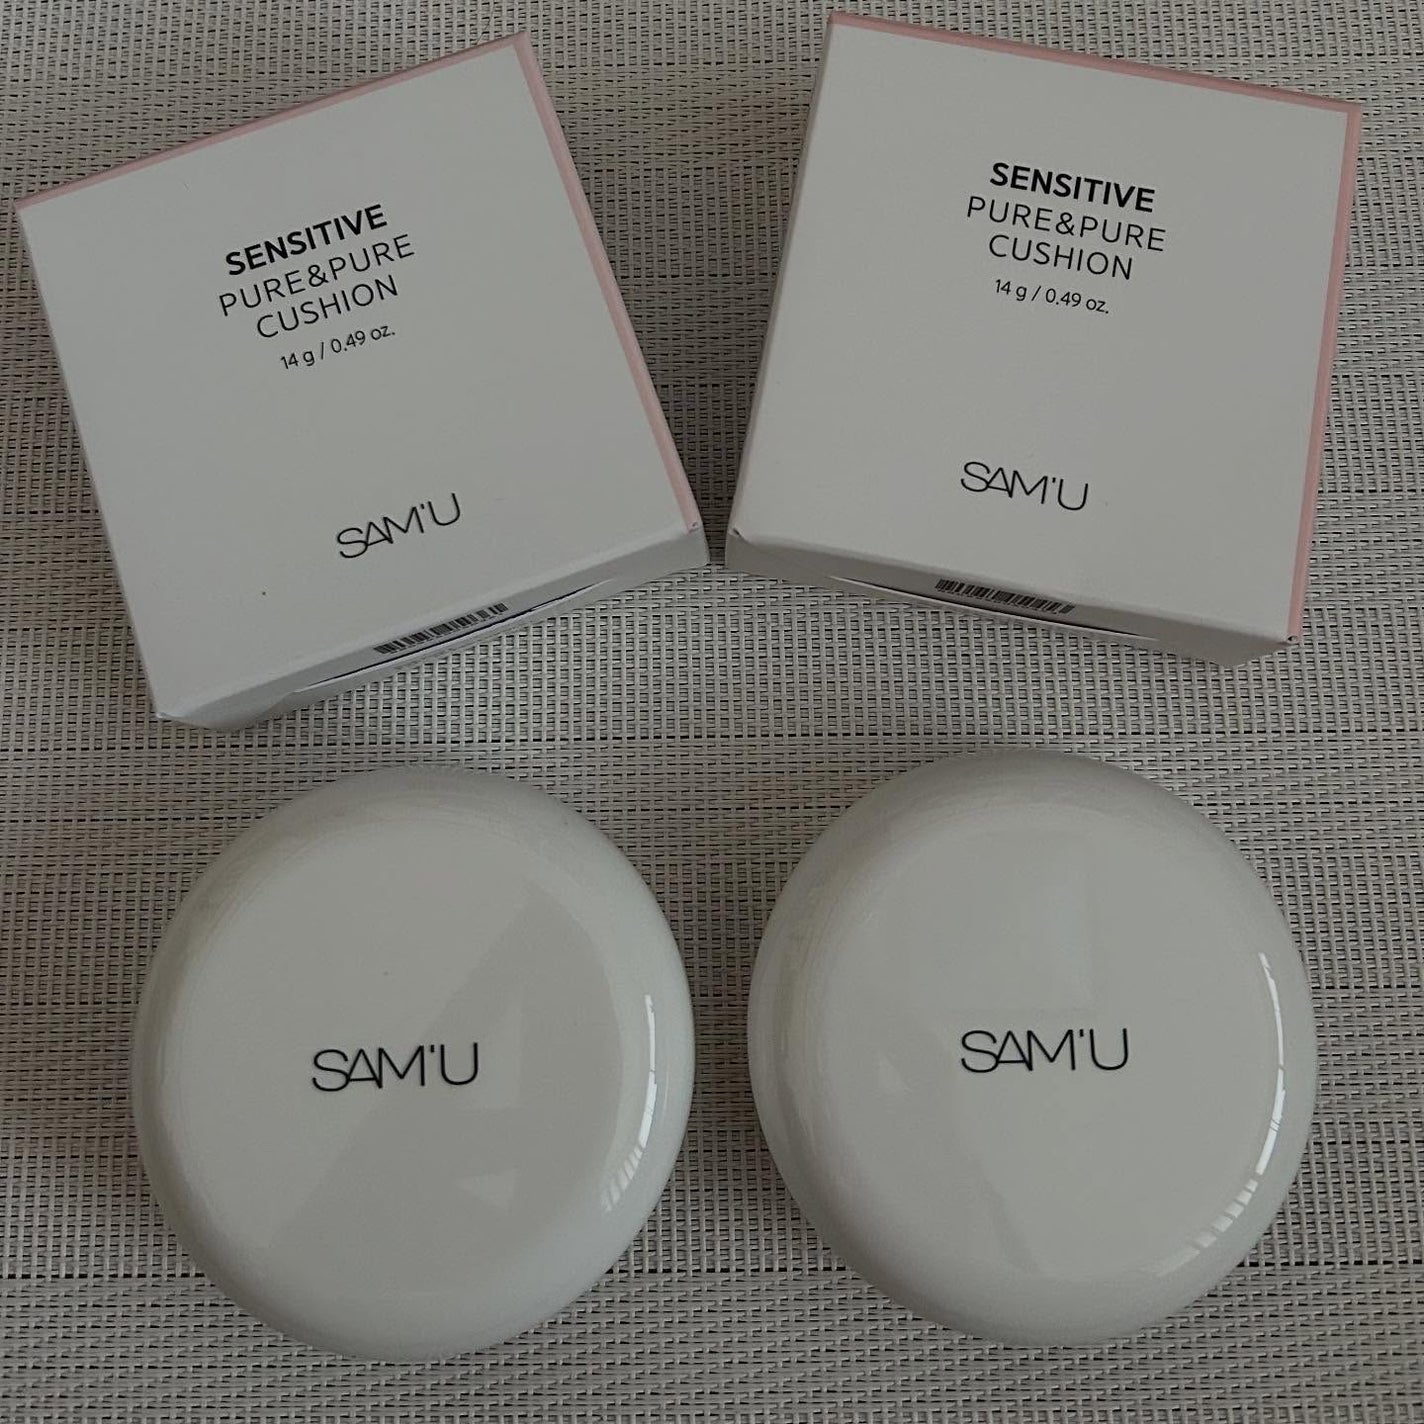 SENSITIVE
PURE&PURE
CUSHION
14 g / 0.49 oz.
SAM'U
SENSITIVE
PURE&PURE
CUSHION
14 g / 0.49 oz.
SAM'U
SAM'U
SAM'U